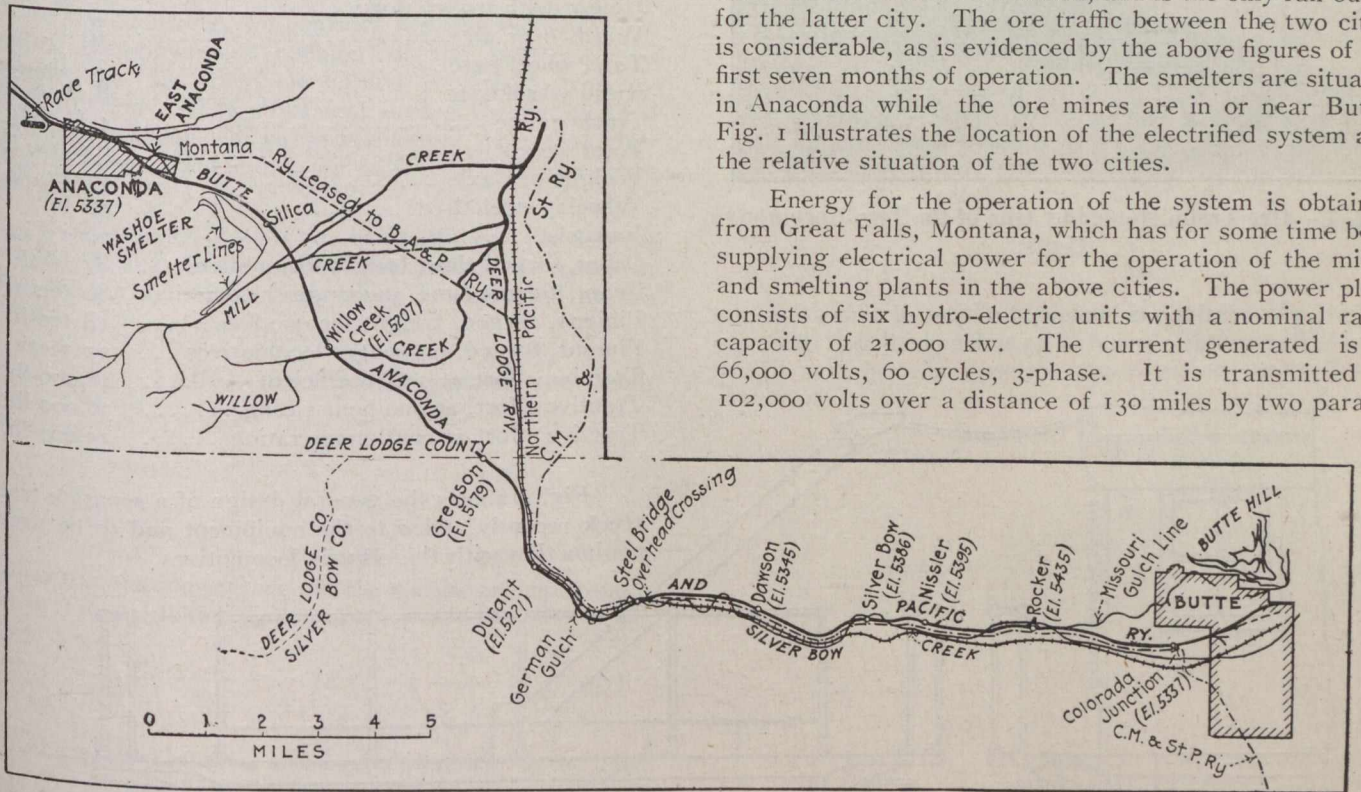 for the latter city. The ore traffic between the two
is considerable, as is evidenced by the above figures of
first seven months of operation. The smelters are
in Anaconda while the ore mines are in or near
Fig. 1 illustrates the location of the electrified system
the relative situation of the two cities.
Energy for the operation of the system is
from Great Falls, Montana, which has for some time
supplying electrical power for the operation of the
and smelting plants in the above cities. The power
consists of six hydro-electric units with a nominal
capacity of 21,000 kw. The current generated is
66,000 volts, 60 cycles, 3-phase. It is transmitted
102,000 volts over a distance of 130 miles by two
Race Track
EAST
ANACONDA
Montana
Ry. Leased to B.A.&P. Ry.
ANACONDA
(El. 5337)
BUTTE
Silica
WASHOE
SMELTER
Smelter Lines
MILL
CREEK
CREEK
Willow
Creek
(El. 5207)
CREEK
WILLOW
ANACONDA
DEER LODGE RIV
Northern Pacific Ry.
C.M. & St P. Ry.
DEER LODGE COUNTY
DEER LODGE CO.
SILVER BOW CO.
Gregson
(El. 5179)
Durant
(El. 5221)
German
Gulch
Steel Bridge
Overhead Crossing
AND
Dawson
(El. 5345)
SILVER BOW
Silver Bow
(El. 5386)
Nissler
(El. 5395)
PACIFIC
CREEK
Rocker
(El. 5435)
Missouri
Gulch Line
RY.
BUTTE HILL
BUTTE
Colorada
Junction
(El. 5337)
C.M. & St. P. Ry
0 1 2 3 4 5
MILES